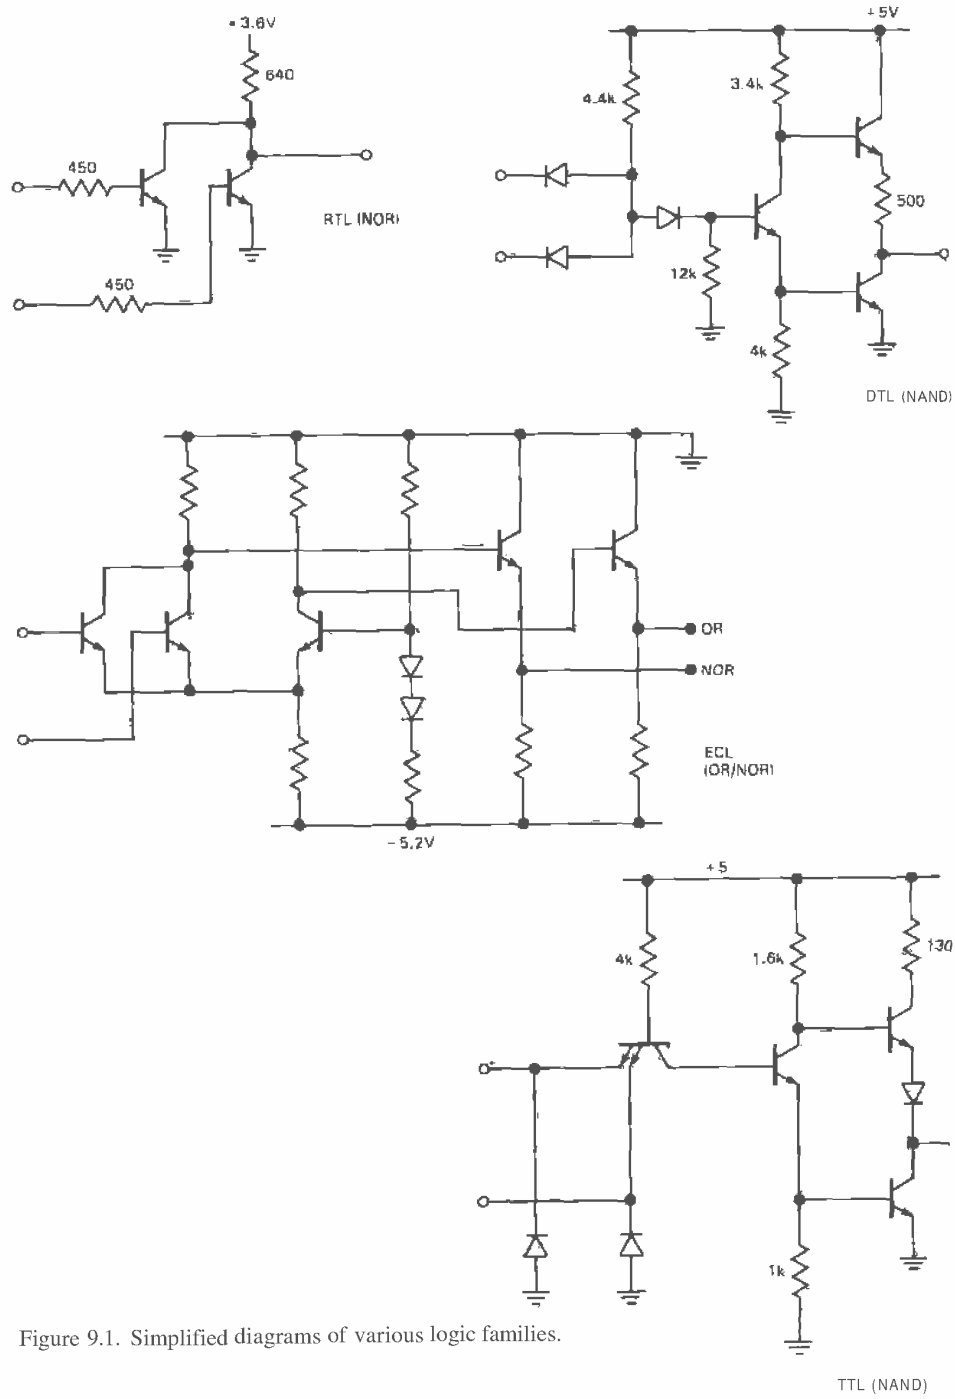 +3.6V
640
450
RTL (NOR)
450
+5V
4.4k
3.4k
500
12k
4k
DTL (NAND)
OR
NOR
ECL
(OR/NOR)
-5.2V
+5
4k
1.6k
130
1k
Figure 9.1. Simplified diagrams of various logic families.
TTL (NAND)